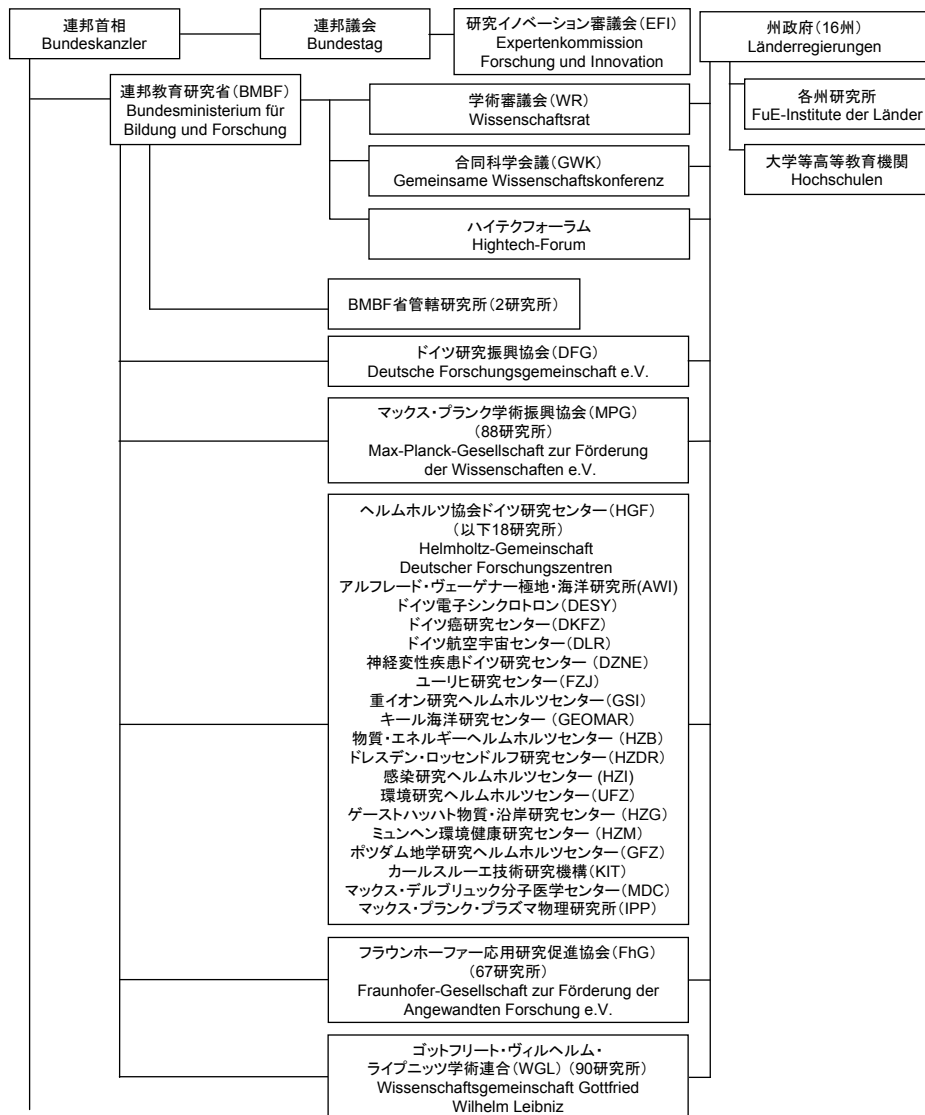 連邦首相
Bundeskanzler
連邦議会
Bundestag
研究イノベーション審議会(EFI)
Expertenkommission
Forschung und Innovation
州政府(16州)
Länderregierungen
連邦教育研究省(BMBF)
Bundesministerium für
Bildung und Forschung
学術審議会(WR)
Wissenschaftsrat
各州研究所
FuE-Institute der Länder
合同科学会議(GWK)
Gemeinsame Wissenschaftskonferenz
大学等高等教育機関
Hochschulen
ハイテクフォーラム
Hightech-Forum
BMBF省管轄研究所(2研究所)
ドイツ研究振興協会(DFG)
Deutsche Forschungsgemeinschaft e.V.
マックス・プランク学術振興協会(MPG)
(88研究所)
Max-Planck-Gesellschaft zur Förderung
der Wissenschaften e.V.
ヘルムホルツ協会ドイツ研究センター(HGF)
(以下18研究所)
Helmholtz-Gemeinschaft
Deutscher Forschungszentren
アルフレード・ヴェーゲナー極地・海洋研究所(AWI)
ドイツ電子シンクロトロン(DESY)
ドイツ癌研究センター(DKFZ)
ドイツ航空宇宙センター(DLR)
神経変性疾患ドイツ研究センター (DZNE)
ユーリヒ研究センター(FZJ)
重イオン研究ヘルムホルツセンター(GSI)
キール海洋研究センター (GEOMAR)
物質・エネルギーヘルムホルツセンター (HZB)
ドレスデン・ロッセンドルフ研究センター(HZDR)
感染研究ヘルムホルツセンター (HZI)
環境研究ヘルムホルツセンター(UFZ)
ゲーストハッハト物質・沿岸研究センター (HZG)
ミュンヘン環境健康研究センター (HZM)
ポツダム地学研究ヘルムホルツセンター(GFZ)
カールスルーエ技術研究機構(KIT)
マックス・デルブリュック分子医学センター(MDC)
マックス・プランク・プラズマ物理研究所(IPP)
フラウンホーファー応用研究促進協会(FhG)
(67研究所)
Fraunhofer-Gesellschaft zur Förderung der
Angewandten Forschung e.V.
ゴットフリート・ヴィルヘルム・
ライプニッツ学術連合(WGL) (90研究所)
Wissenschaftsgemeinschaft Gottfried
Wilhelm Leibniz